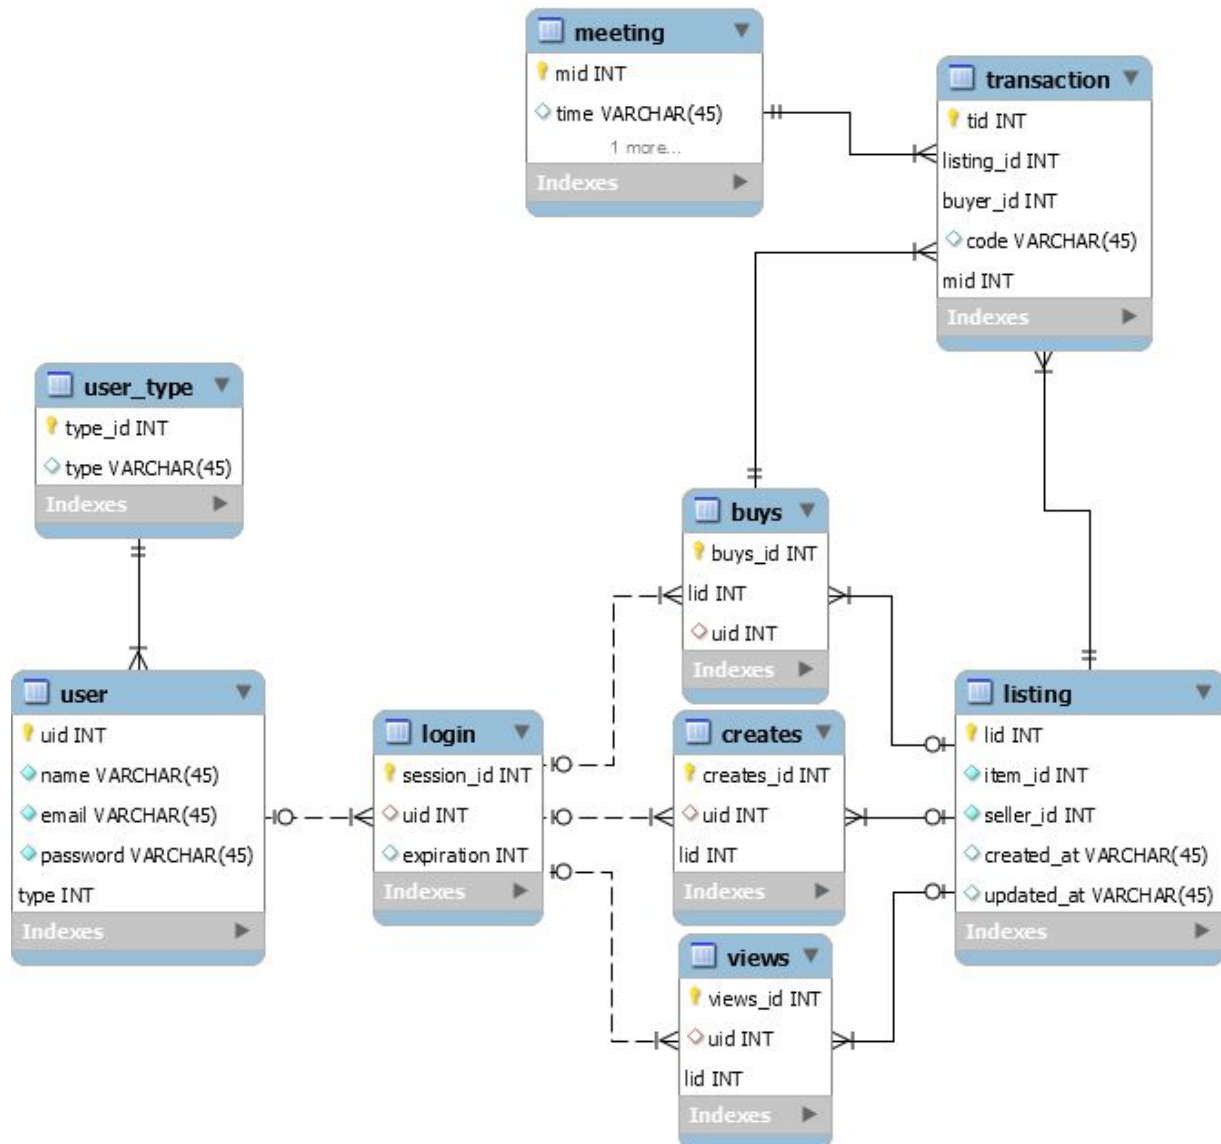 meeting
mid INT
time VARCHAR(45)
1 more...
Indexes
transaction
tid INT
listing_id INT
buyer_id INT
code VARCHAR(45)
mid INT
Indexes
user_type
type_id INT
type VARCHAR(45)
Indexes
buys
buys_id INT
lid INT
uid INT
Indexes
user
uid INT
name VARCHAR(45)
email VARCHAR(45)
password VARCHAR(45)
type INT
Indexes
login
session_id INT
uid INT
expiration INT
Indexes
creates
creates_id INT
uid INT
lid INT
Indexes
listing
lid INT
item_id INT
seller_id INT
created_at VARCHAR(45)
updated_at VARCHAR(45)
Indexes
views
views_id INT
uid INT
lid INT
Indexes